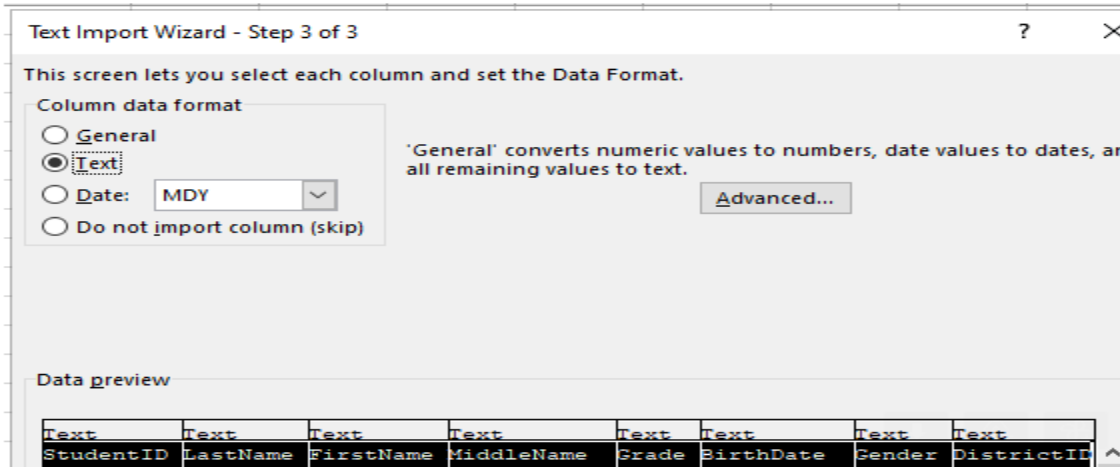 Text Import Wizard - Step 3 of 3 ?
This screen lets you select each column and set the Data Format.
Column data format
General
Text
Date: MDY
Do not import column (skip)
'General' converts numeric values to numbers, date values to dates,
all remaining values to text.
Advanced...
Data preview
Text Text Text Text Text Text Text Text
StudentID LastName FirstName MiddleName Grade BirthDate Gender DistrictID